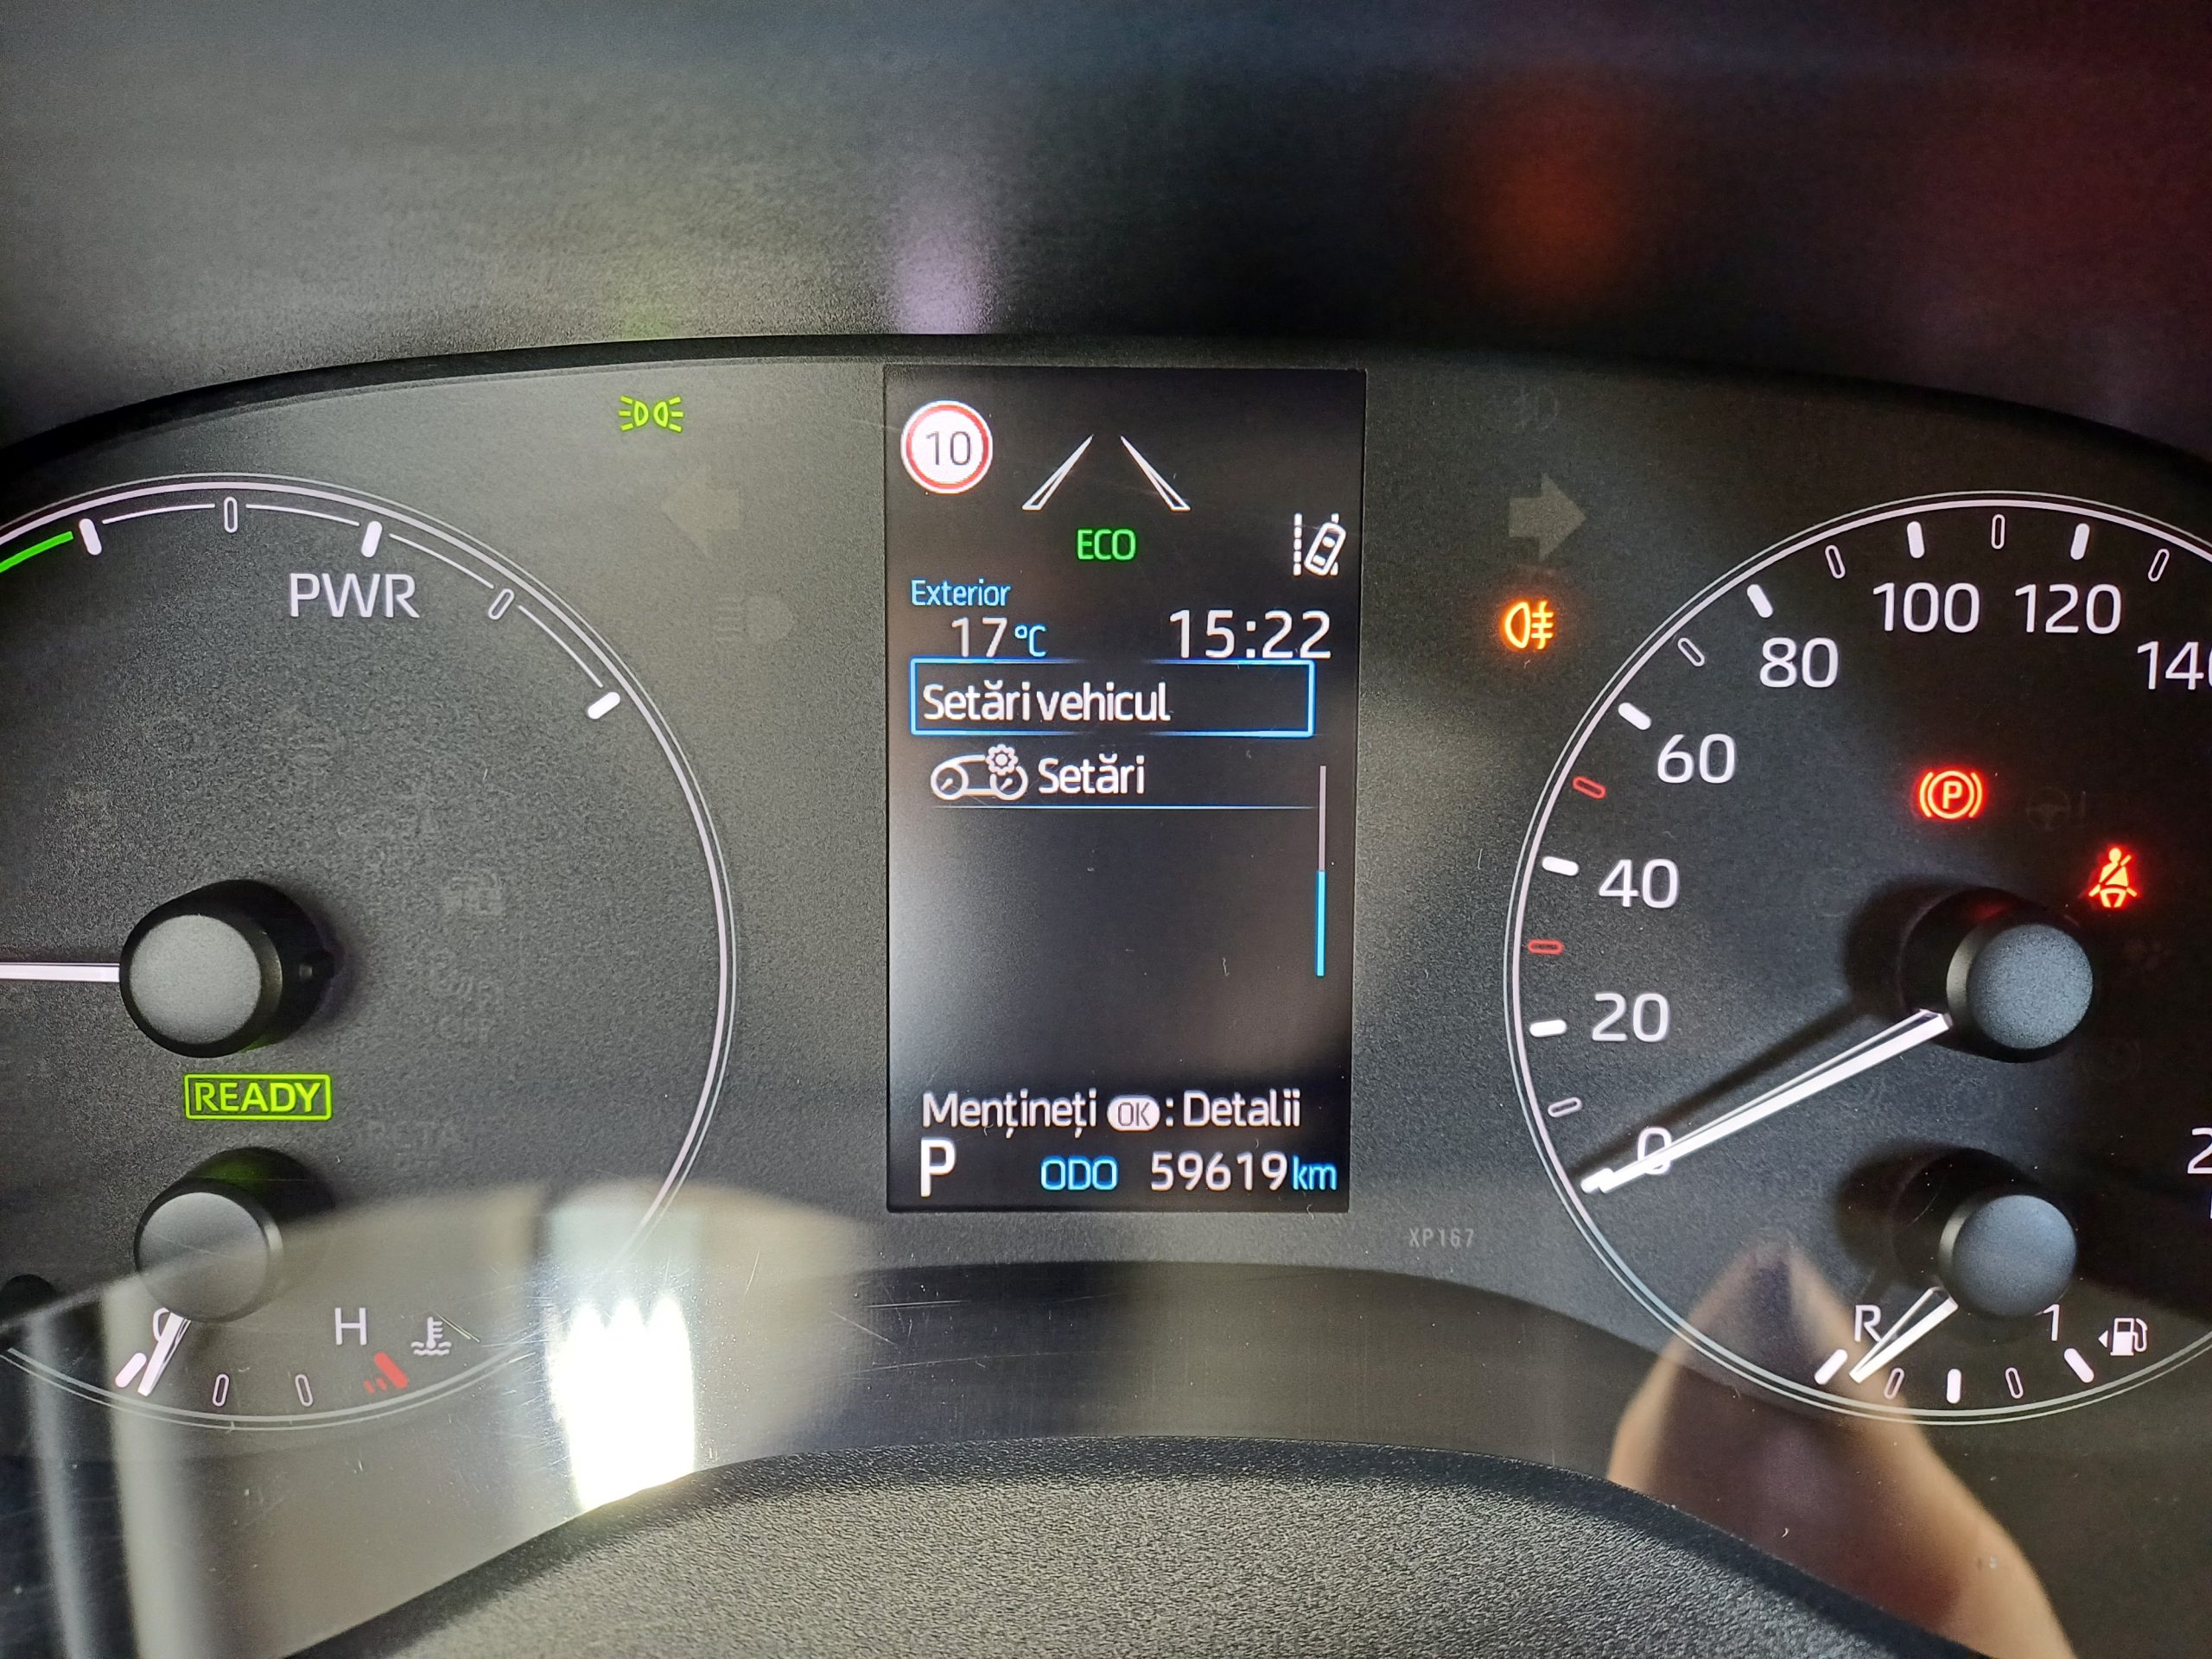 10
ECO
Exterior
17°C 15:22
Setări vehicul
Setări
Mențineți OK : Detalii
P ODO 59619 km
PWR
READY
H
100 120
80
60
40
20
0
XP167
R 1